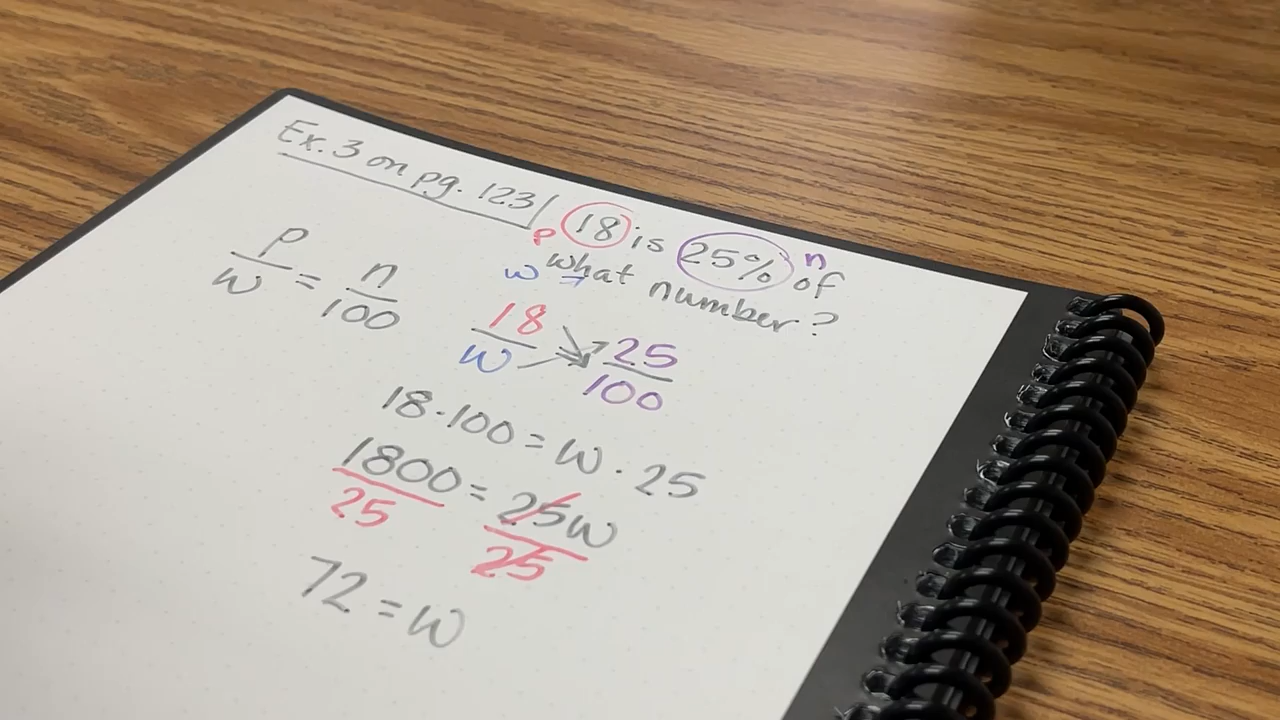 Ex. 3 on pg. 123
p 18 is 25% n of
w → what number?
p/w = n/100
18/w = 25/100
18·100 = w·25
1800/25 = 25w/25
72 = w